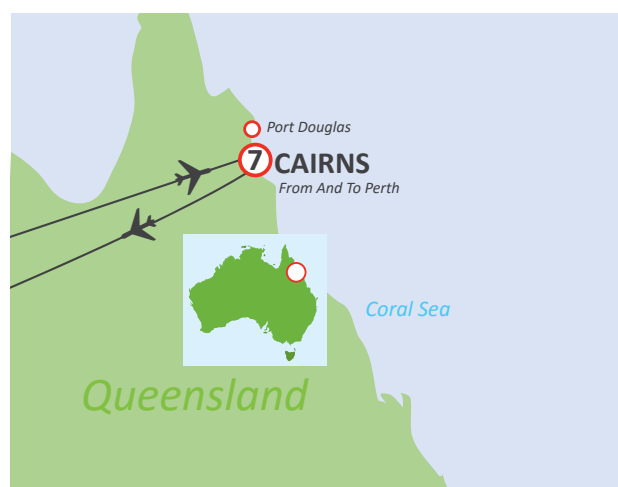 Port Douglas
7 CAIRNS
From And To Perth
Coral Sea
Queensland